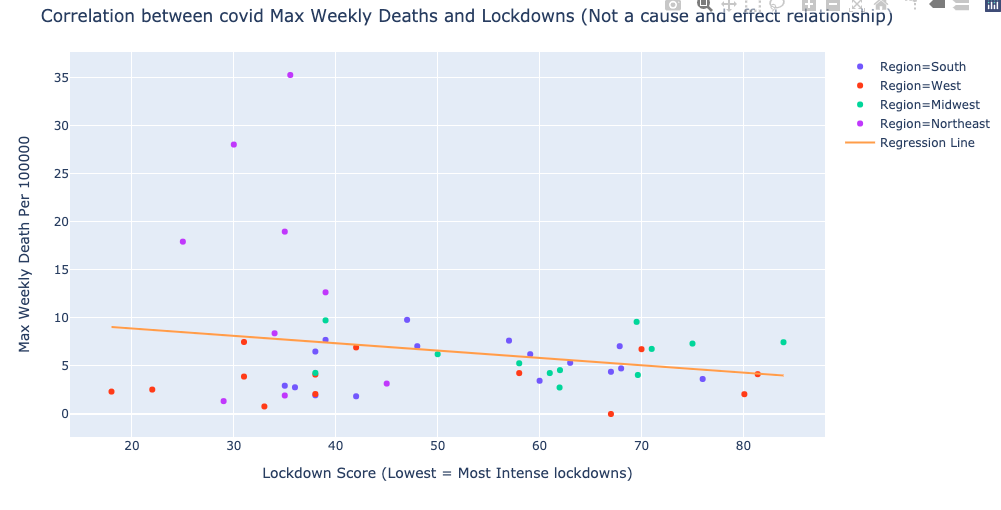 Correlation between covid Max Weekly Deaths and Lockdowns (Not a cause and effect relationship)
Region=South
Region=West
Region=Midwest
Region=Northeast
Regression Line
Max Weekly Death Per 100000
35
30
25
20
15
10
5
0
20 30 40 50 60 70 80
Lockdown Score (Lowest = Most Intense lockdowns)